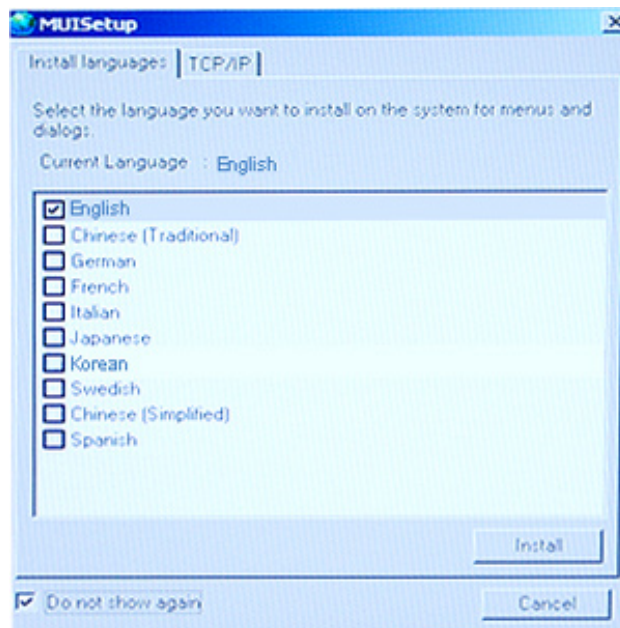 MUISetup
Install languages
TCP/IP
Select the language you want to install on the system for menus and
dialogs.
Current Language : English
English
Chinese (Traditional)
German
French
Italian
Japanese
Korean
Swedish
Chinese (Simplified)
Spanish
Install
Do not show again
Cancel